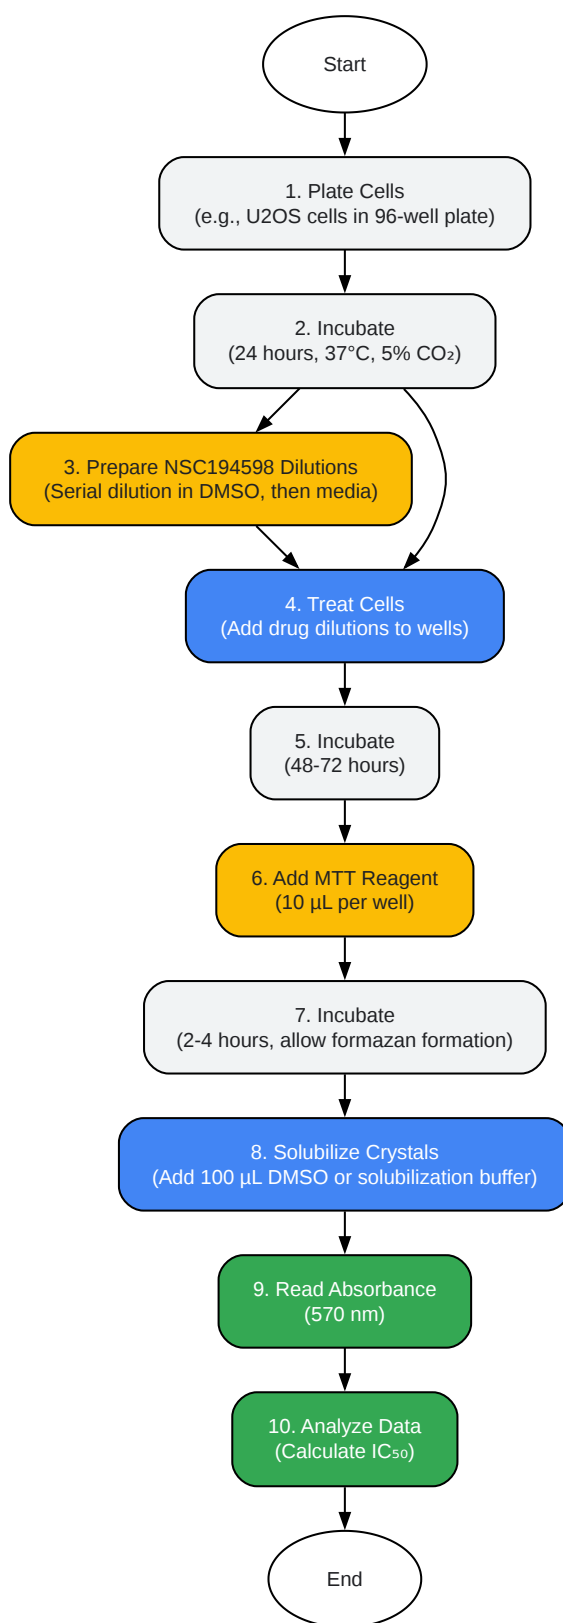 Start
1. Plate Cells
(e.g., U2OS cells in 96-well plate)
2. Incubate
(24 hours, 37°C, 5% CO₂)
3. Prepare NSC194598 Dilutions
(Serial dilution in DMSO, then media)
4. Treat Cells
(Add drug dilutions to wells)
5. Incubate
(48-72 hours)
6. Add MTT Reagent
(10 µL per well)
7. Incubate
(2-4 hours, allow formazan formation)
8. Solubilize Crystals
(Add 100 µL DMSO or solubilization buffer)
9. Read Absorbance
(570 nm)
10. Analyze Data
(Calculate IC₅₀)
End